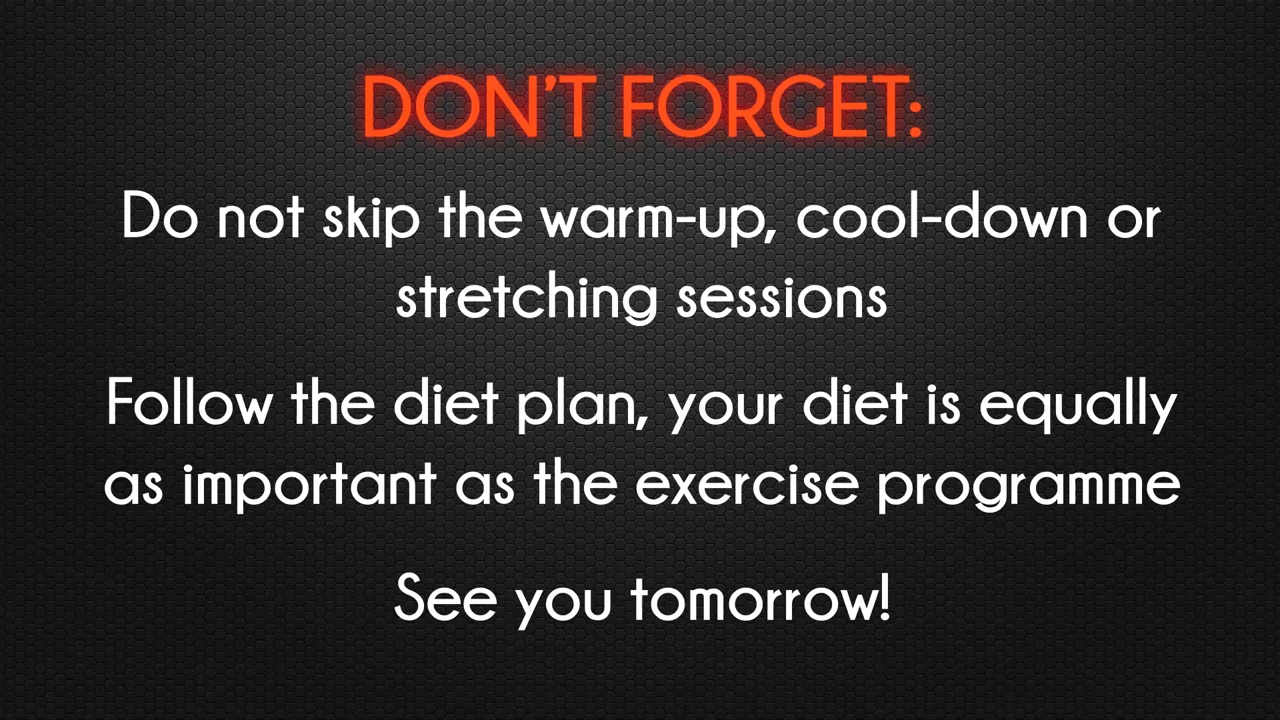 DON'T FORGET:
Do not skip the warm-up, cool-down or
stretching sessions
Follow the diet plan, your diet is equally
as important as the exercise programme
See you tomorrow!